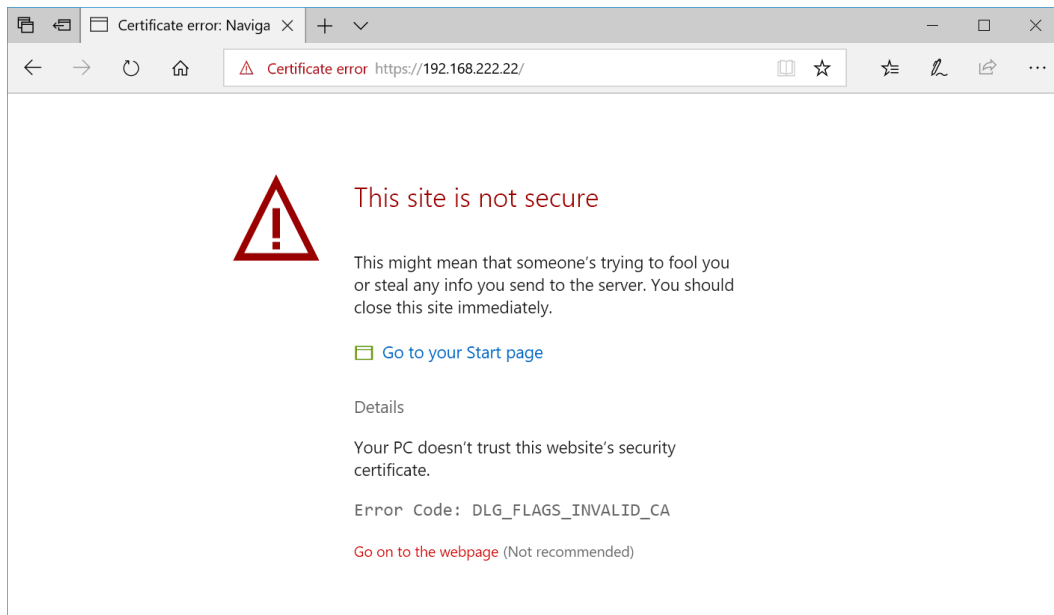 Certificate error: Naviga
Certificate error https://192.168.222.22/
This site is not secure
This might mean that someone's trying to fool you
or steal any info you send to the server. You should
close this site immediately.
Go to your Start page
Details
Your PC doesn't trust this website's security
certificate.
Error Code: DLG_FLAGS_INVALID_CA
Go on to the webpage (Not recommended)